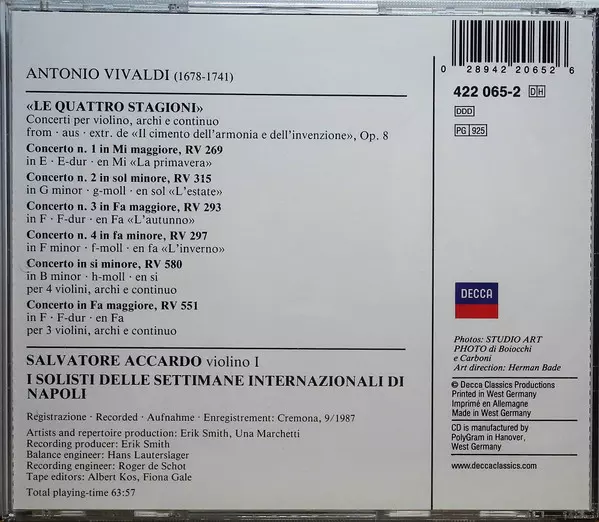 ANTONIO VIVALDI (1678-1741)
«LE QUATTRO STAGIONI»
Concerti per violino, archi e continuo
from · aus · extr. de «Il cimento dell'armonia e dell'invenzione», Op. 8
Concerto n. 1 in Mi maggiore, RV 269
in E · E-dur · en Mi «La primavera»
Concerto n. 2 in sol minore, RV 315
in G minor · g-moll · en sol «L'estate»
Concerto n. 3 in Fa maggiore, RV 293
in F · F-dur · en Fa «L'autunno»
Concerto n. 4 in fa minore, RV 297
in F minor · f-moll · en fa «L'inverno»
Concerto in si minore, RV 580
in B minor · h-moll · en si
per 4 violini, archi e continuo
Concerto in Fa maggiore, RV 551
in F · F-dur · en Fa
per 3 violini, archi e continuo
SALVATORE ACCARDO violino I
I SOLISTI DELLE SETTIMANE INTERNAZIONALI DI
NAPOLI
Registrazione · Recorded · Aufnahme · Enregistrement: Cremona, 9/1987
Artists and repertoire production: Erik Smith, Una Marchetti
Recording producer: Erik Smith
Balance engineer: Hans Lauterslager
Recording engineer: Roger de Schot
Tape editors: Albert Kos, Fiona Gale
Total playing-time 63:57
0 28942 20652 6
422 065-2 DH
DDD
PG 925
DECCA
Photos: STUDIO ART
PHOTO di Boiocchi
e Carboni
Art direction: Herman Bade
© Decca Classics Productions
Printed in West Germany
Imprimé en Allemagne
Made in West Germany
CD is manufactured by
PolyGram in Hanover,
West Germany
www.deccaclassics.com